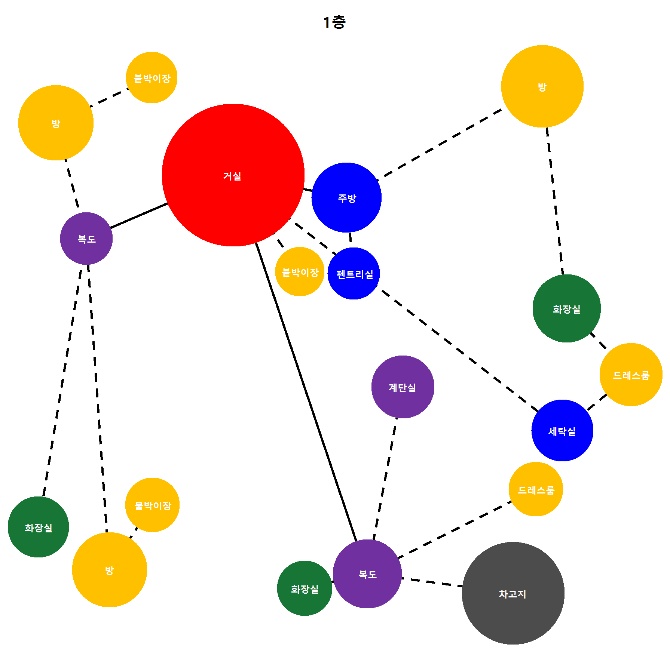 1층
붙박이장
방
방
거실
주방
복도
붙박이장
펜트리실
화장실
드레스룸
계단실
세탁실
드레스룸
붙박이장
화장실
방
복도
화장실
차고지